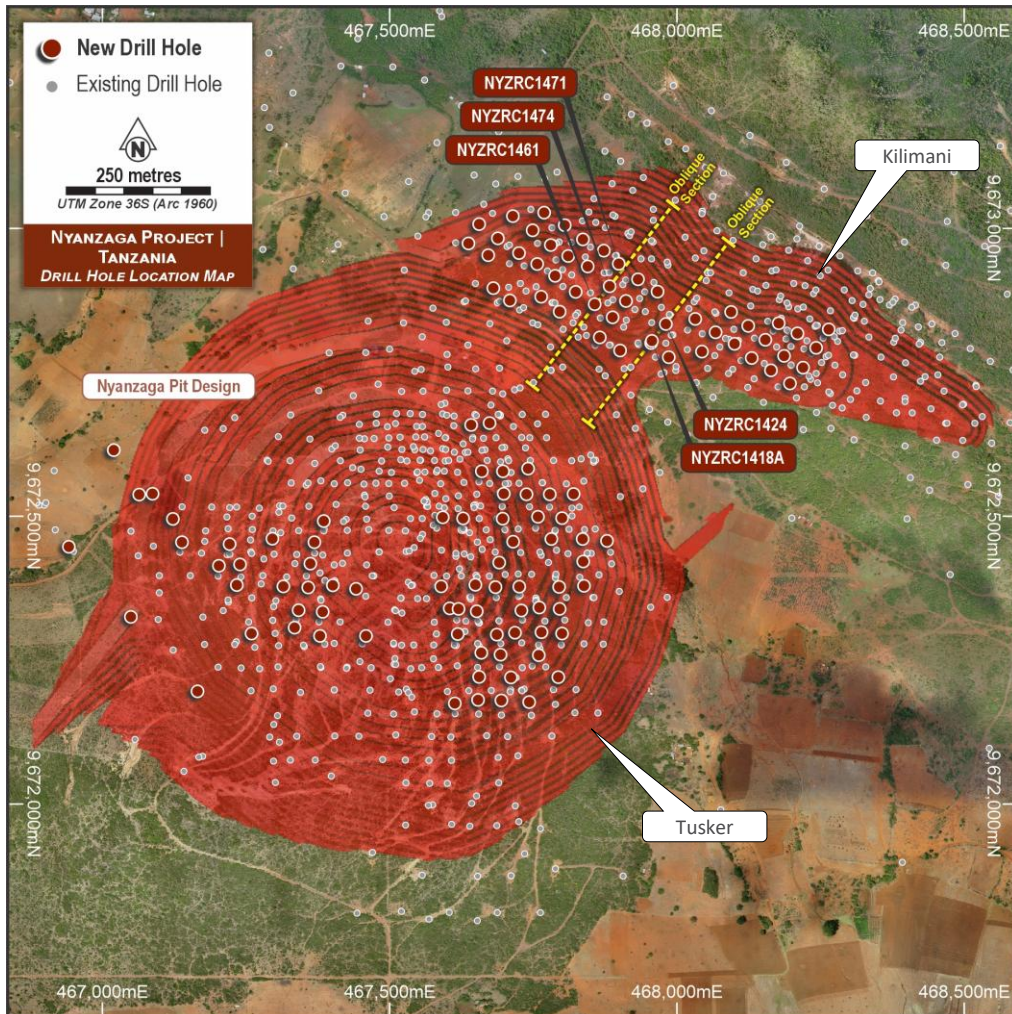 New Drill Hole
Existing Drill Hole
N
250 metres
UTM Zone 36S (Arc 1960)
NYANZAGA PROJECT |
TANZANIA
DRILL HOLE LOCATION MAP
467,500mE
468,000mE
468,500mE
NYZRC1471
NYZRC1474
NYZRC1461
Kilimani
Oblique
Section
Oblique
Section
9,673,000mN
Nyanzaga Pit Design
NYZRC1424
NYZRC1418A
9,672,500mN
9,672,500mN
9,672,000mN
9,672,000mN
Tusker
467,000mE
467,500mE
468,000mE
468,500mE